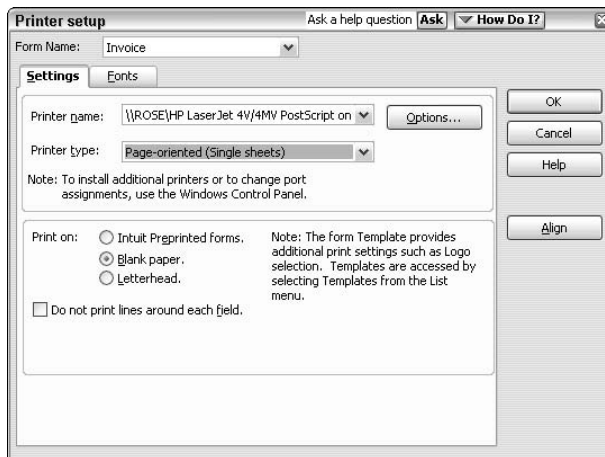 Printer setup
Ask a help question Ask How Do I?
Form Name: Invoice
Settings Fonts
Printer name: \\ROSE\HP LaserJet 4V/4MV PostScript on
Options...
Printer type: Page-oriented (Single sheets)
Note: To install additional printers or to change port
assignments, use the Windows Control Panel.
Print on:
Intuit Preprinted forms.
Blank paper.
Letterhead.
Do not print lines around each field.
Note: The form Template provides
additional print settings such as Logo
selection. Templates are accessed by
selecting Templates from the List
menu.
OK
Cancel
Help
Align